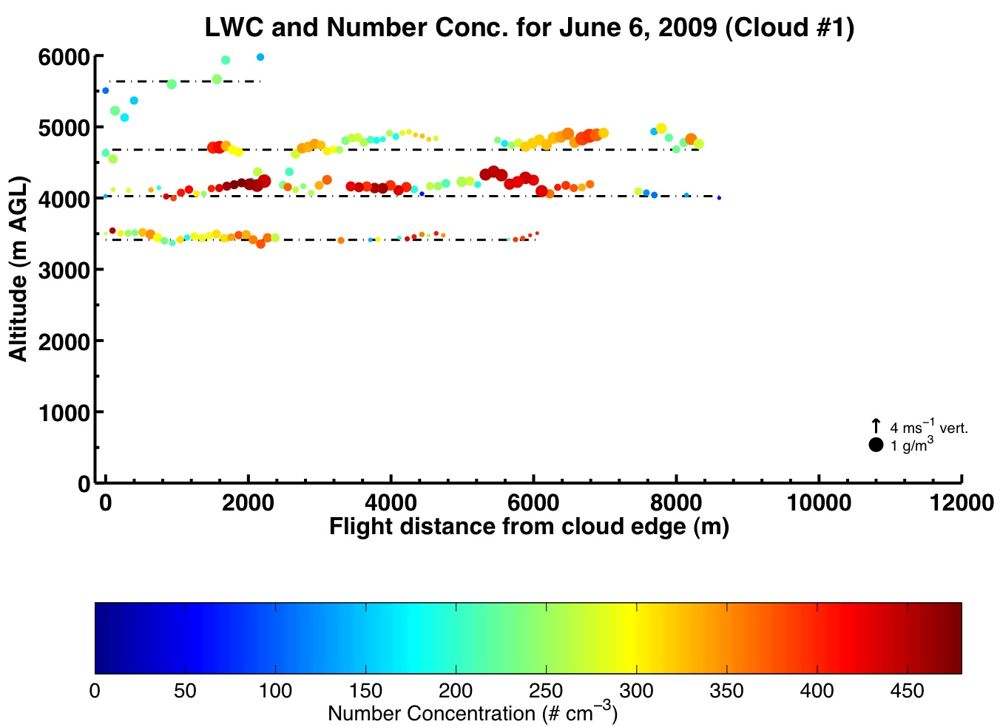 LWC and Number Conc. for June 6, 2009 (Cloud #1)
6000
5000
4000
3000
2000
1000
0
Altitude (m AGL)
4 ms⁻¹ vert.
1 g/m³
0 2000 4000 6000 8000 10000 12000
Flight distance from cloud edge (m)
0 50 100 150 200 250 300 350 400 450
Number Concentration (# cm⁻³)